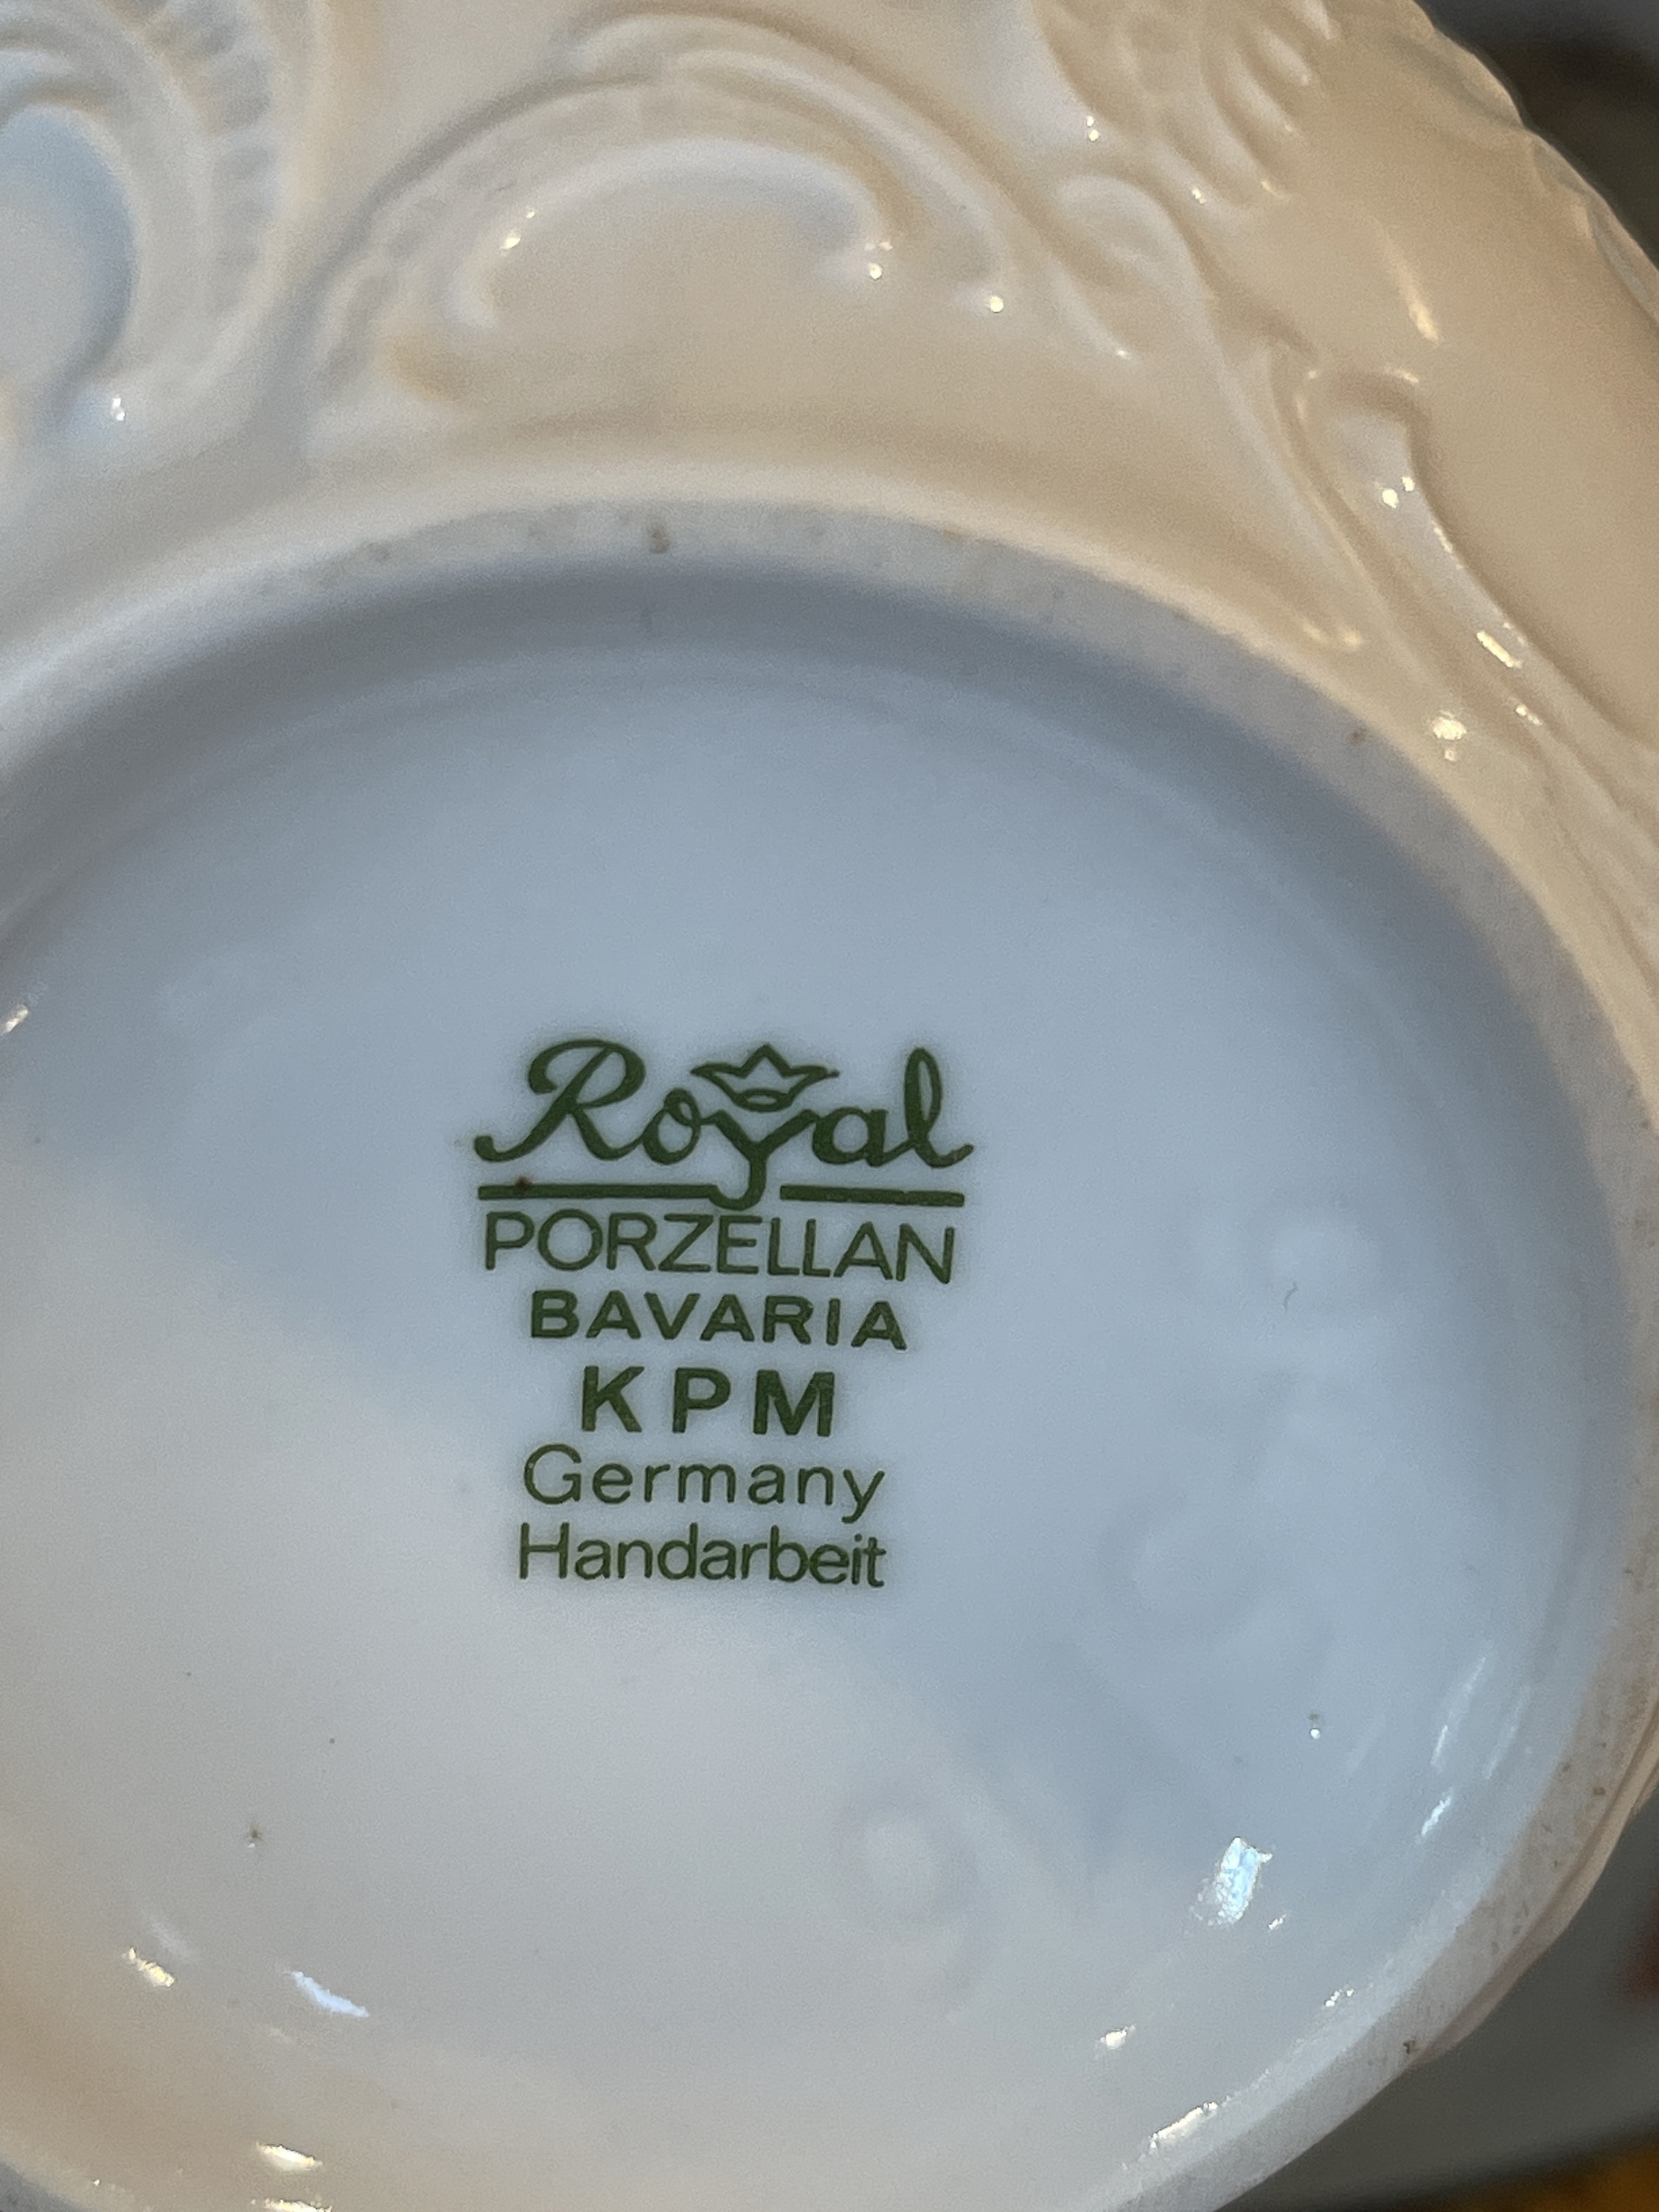 Royal
PORZELLAN
BAVARIA
KPM
Germany
Handarbeit